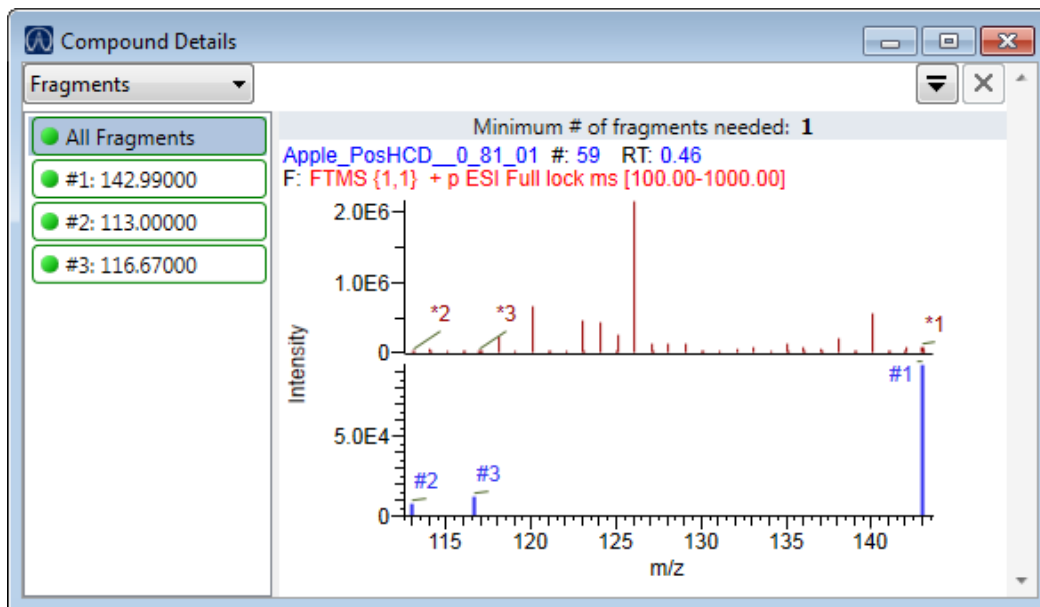 Compound Details
Fragments
All Fragments
#1: 142.99000
#2: 113.00000
#3: 116.67000
Minimum # of fragments needed: 1
Apple_PosHCD__0_81_01 #: 59 RT: 0.46
F: FTMS {1,1} + p ESI Full lock ms [100.00-1000.00]
2.0E6
1.0E6
0
*2
*3
*1
Intensity
5.0E4
0
#2
#3
#1
115 120 125 130 135 140
m/z